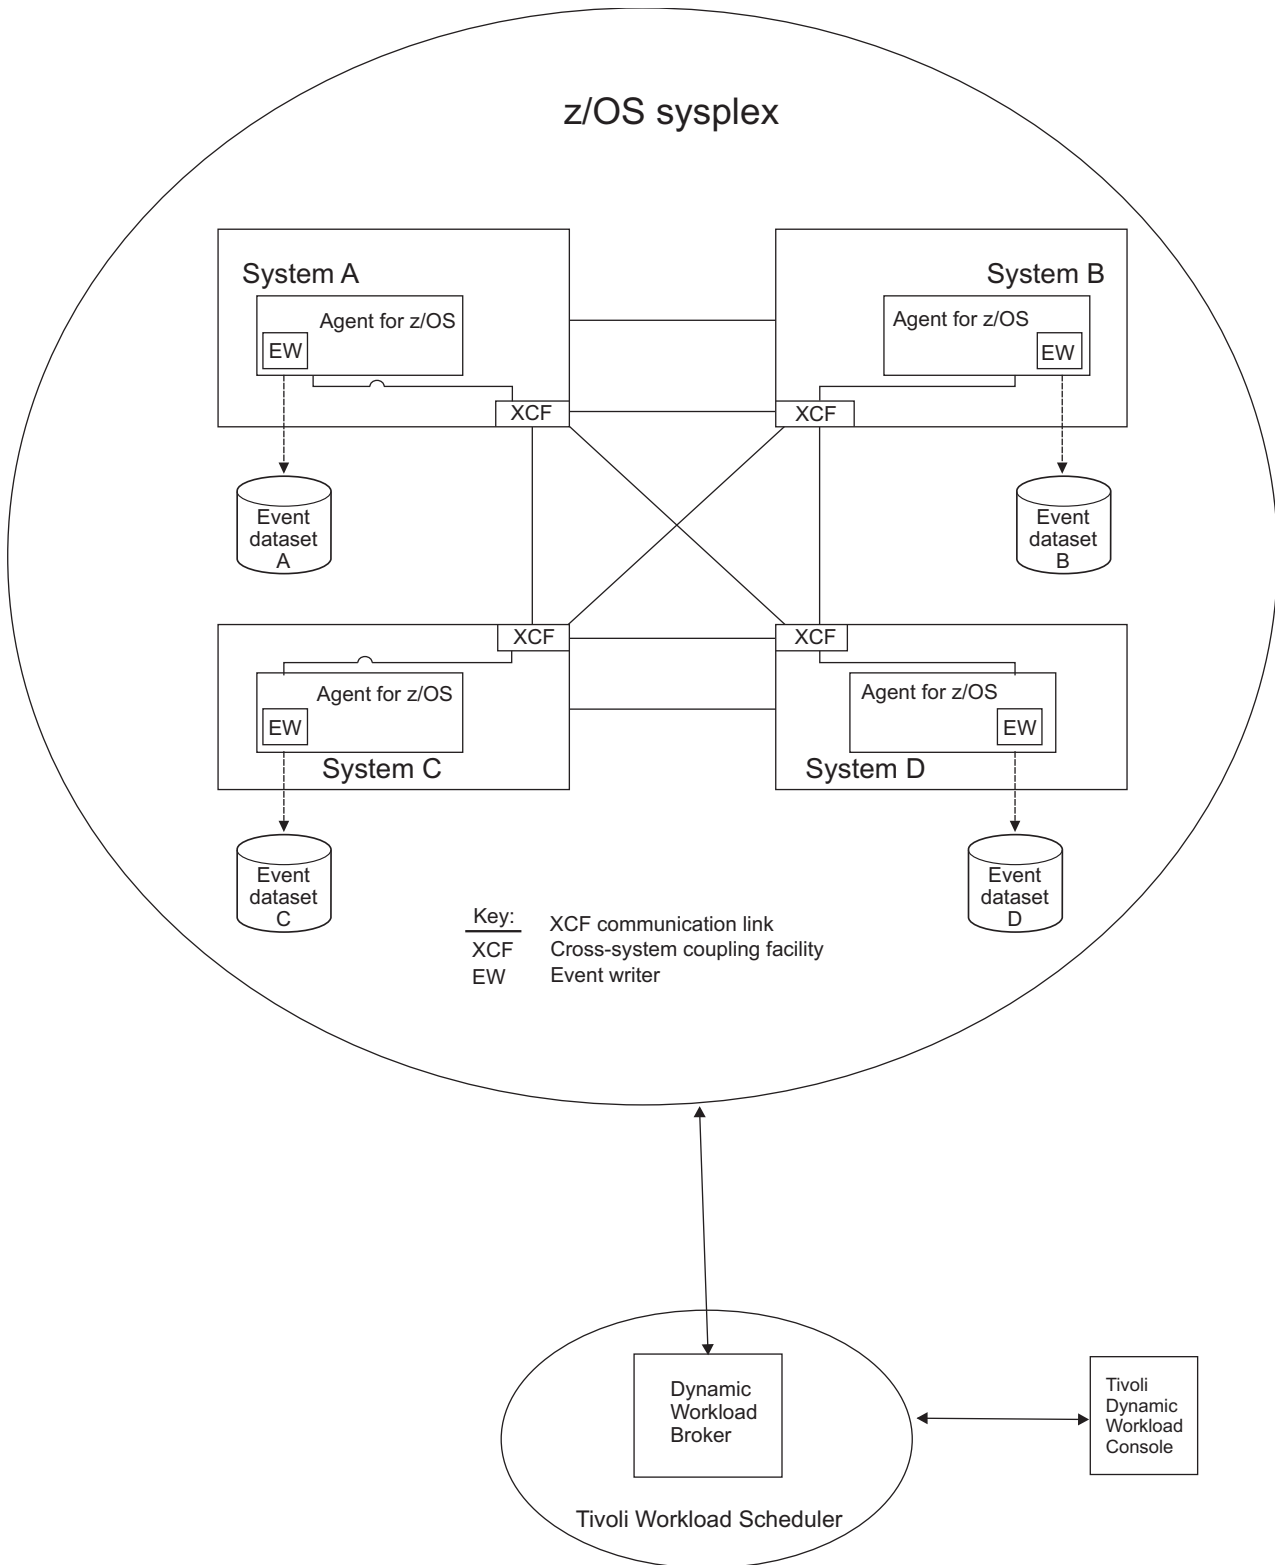 z/OS sysplex
System A
Agent for z/OS
EW
XCF
System B
Agent for z/OS
EW
XCF
Event
dataset
A
Event
dataset
B
XCF
Agent for z/OS
EW
System C
XCF
Agent for z/OS
EW
System D
Event
dataset
C
Event
dataset
D
Key:
XCF communication link
XCF Cross-system coupling facility
EW Event writer
Dynamic
Workload
Broker
Tivoli Workload Scheduler
Tivoli
Dynamic
Workload
Console